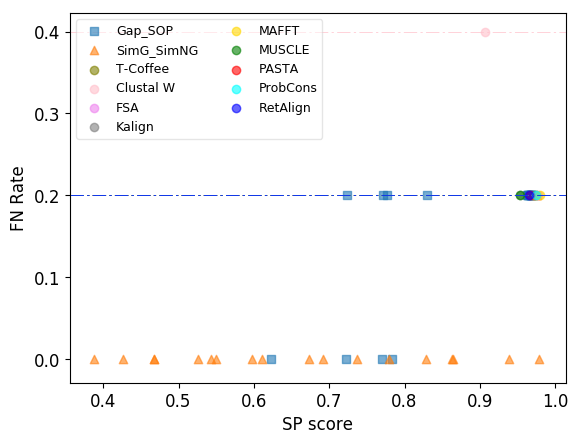 Gap_SOP
SimG_SimNG
T-Coffee
Clustal W
FSA
Kalign
MAFFT
MUSCLE
PASTA
ProbCons
RetAlign
FN Rate
0.4
0.3
0.2
0.1
0.0
0.4 0.5 0.6 0.7 0.8 0.9 1.0
SP score